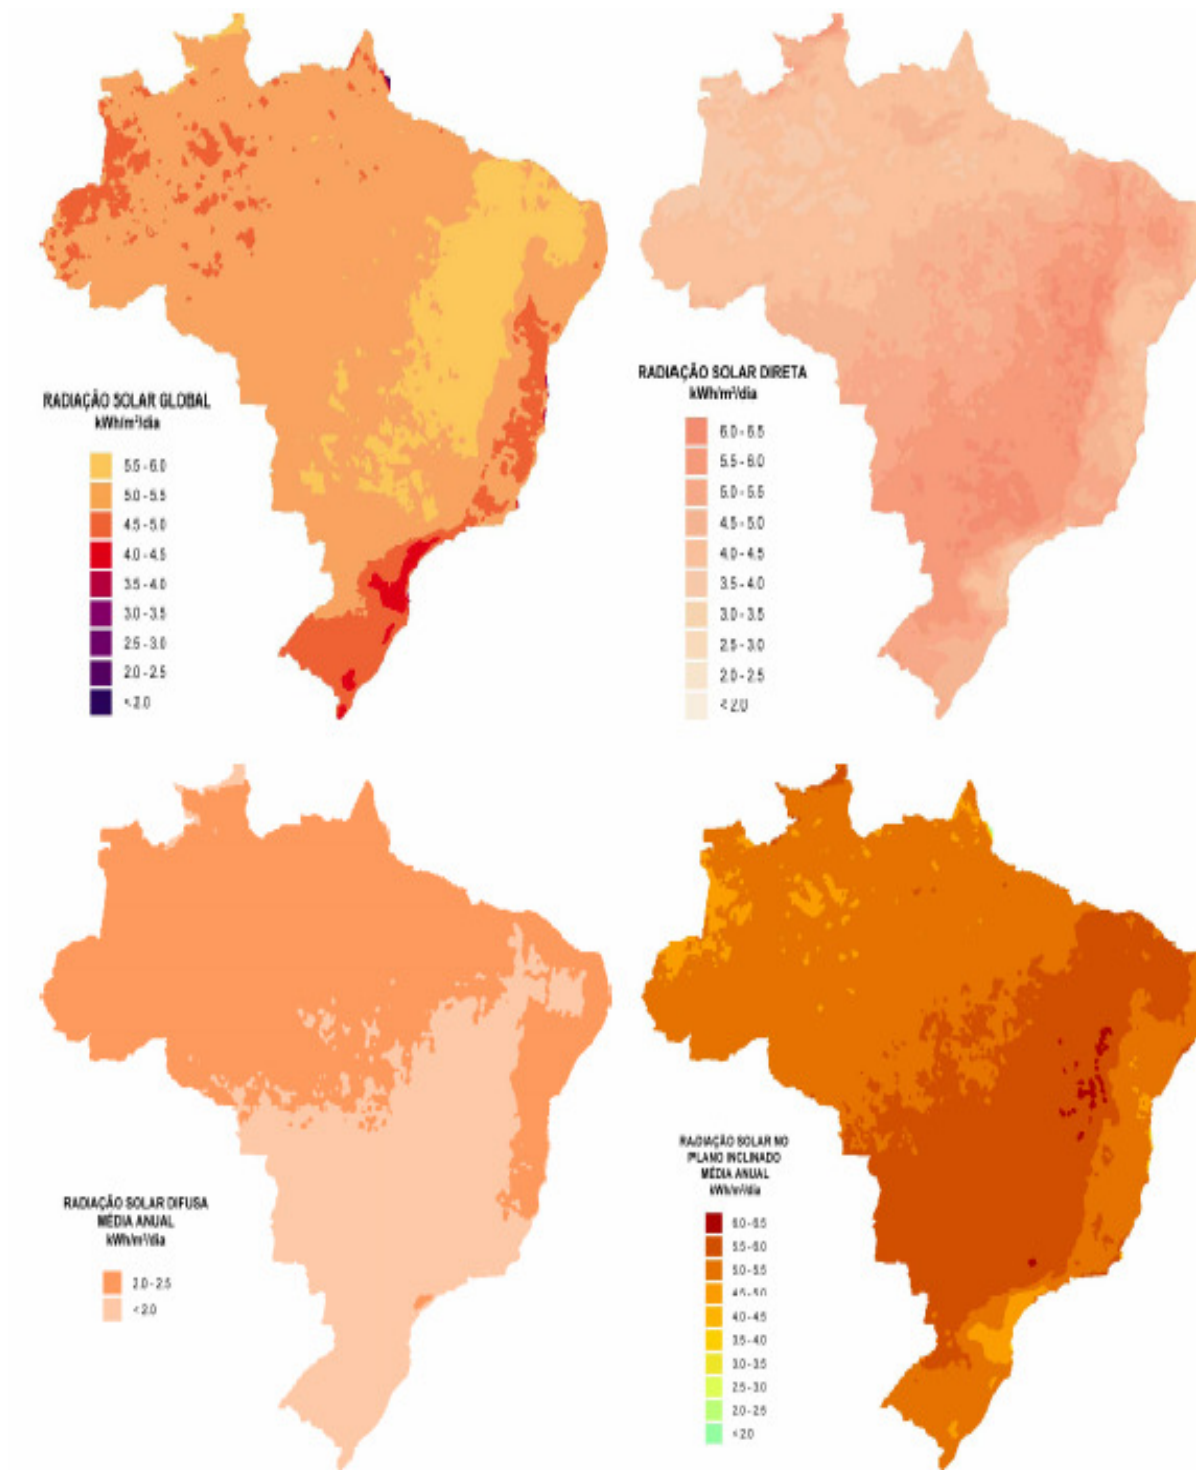 RADIAÇÃO SOLAR GLOBAL
kWh/m²/dia
5.5 - 6.0
5.0 - 5.5
4.5 - 5.0
4.0 - 4.5
3.5 - 4.0
3.0 - 3.5
2.5 - 3.0
2.0 - 2.5
< 2.0
RADIAÇÃO SOLAR DIRETA
kWh/m²/dia
6.0 - 6.5
5.5 - 6.0
5.0 - 5.5
4.5 - 5.0
4.0 - 4.5
3.5 - 4.0
3.0 - 3.5
2.5 - 3.0
2.0 - 2.5
< 2.0
RADIAÇÃO SOLAR DIFUSA
MÉDIA ANUAL
kWh/m²/dia
2.0 - 2.5
< 2.0
RADIAÇÃO SOLAR NO
PLANO INCLINADO
MÉDIA ANUAL
kWh/m²/dia
6.0 - 6.5
5.5 - 6.0
5.0 - 5.5
4.5 - 5.0
4.0 - 4.5
3.5 - 4.0
3.0 - 3.5
2.5 - 3.0
2.0 - 2.5
< 2.0